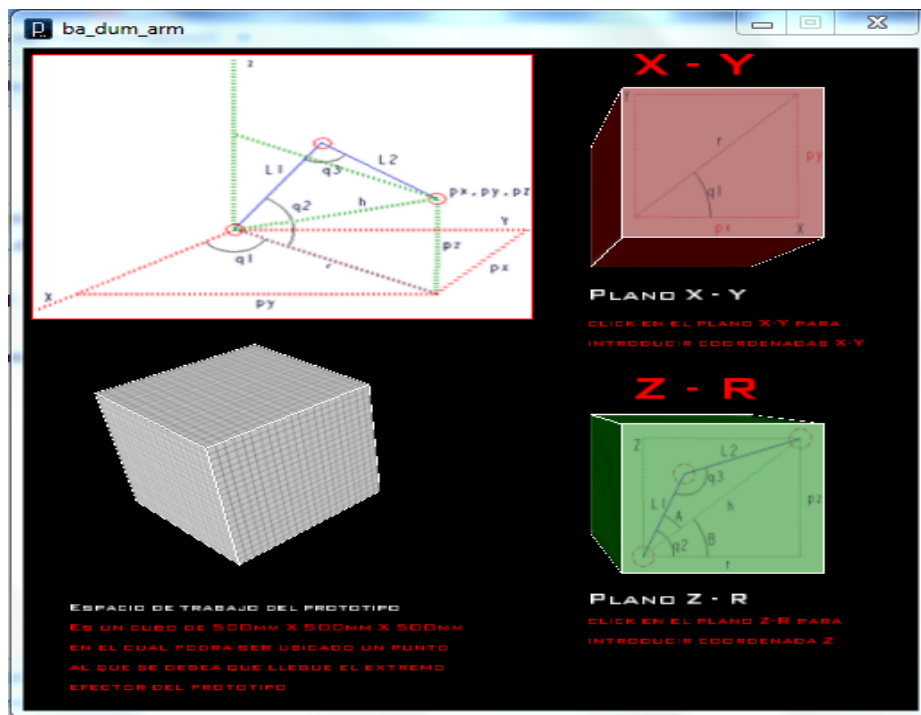 ba_dum_arm
z
L1
q3
L2
q2
h
px,py,pz
Y
q1
r
pz
px
X
py
X - Y
Y
r
py
q1
px
X
PLANO X - Y
CLICK EN EL PLANO X-Y PARA
INTRODUCIR COORDENADAS X-Y
Z - R
Z
L2
q3
L1
A
h
pz
q2
B
r
PLANO Z - R
CLICK EN EL PLANO Z-R PARA
INTRODUCIR COORDENADA Z
ESPACIO DE TRABAJO DEL PROTOTIPO
ES UN CUBO DE 500MM X 500MM X 500MM
EN EL CUAL PODRA SER UBICADO UN PUNTO
AL QUE SE DESEA QUE LLEGUE EL EXTREMO
EFECTOR DEL PROTOTIPO